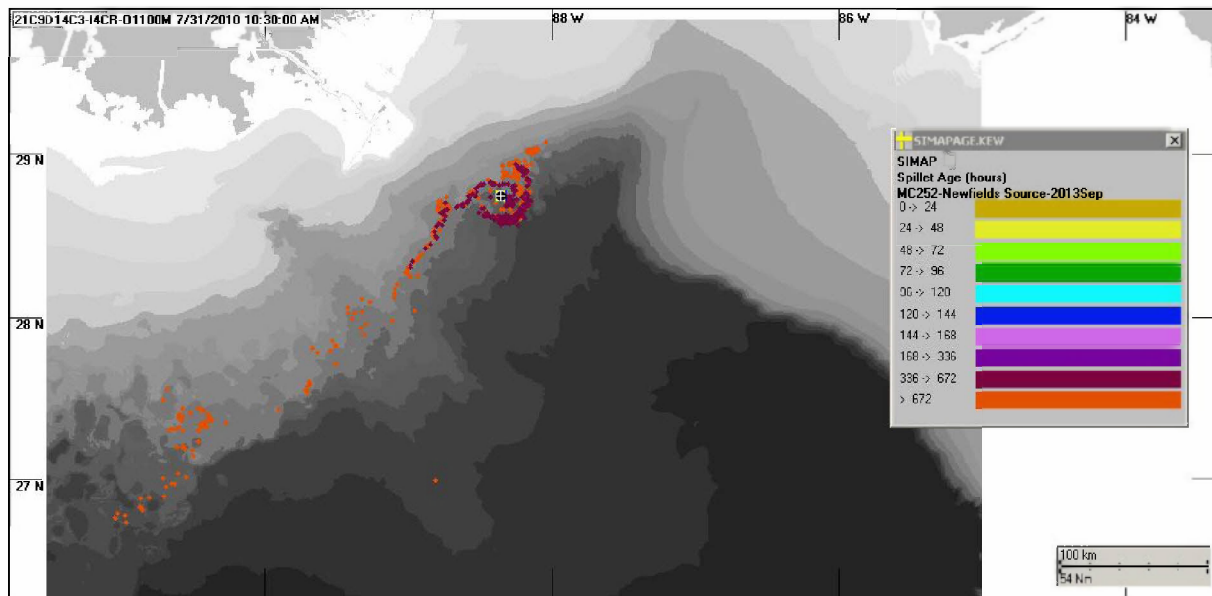 21C9D14C3-I4CR-O1100M 7/31/2010 10:30:00 AM
88 W
86 W
84 W
29 N
28 N
27 N
SIMAPAGE.KEW
SIMAP
Spillet Age (hours)
MC252-Newfields Source-2013Sep
0 -> 24
24 -> 48
48 -> 72
72 -> 96
96 -> 120
120 -> 144
144 -> 168
168 -> 336
336 -> 672
> 672
100 km
54 Nm